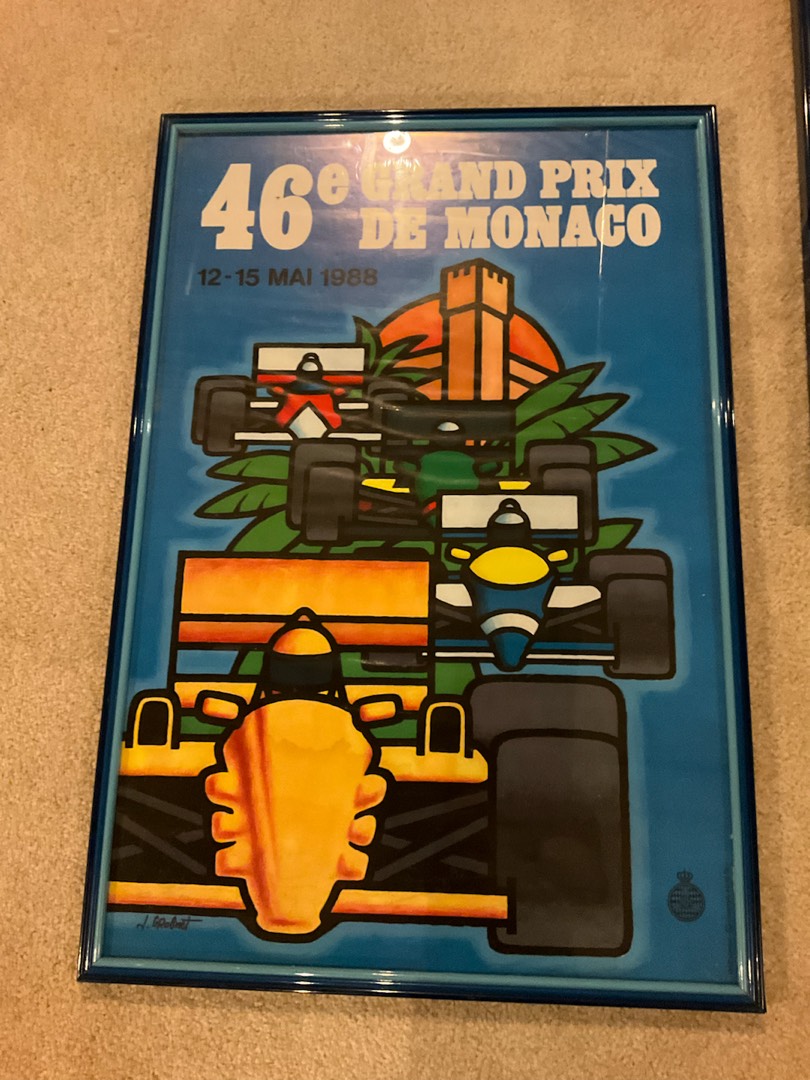 46e GRAND PRIX
DE MONACO
12-15 MAI 1988